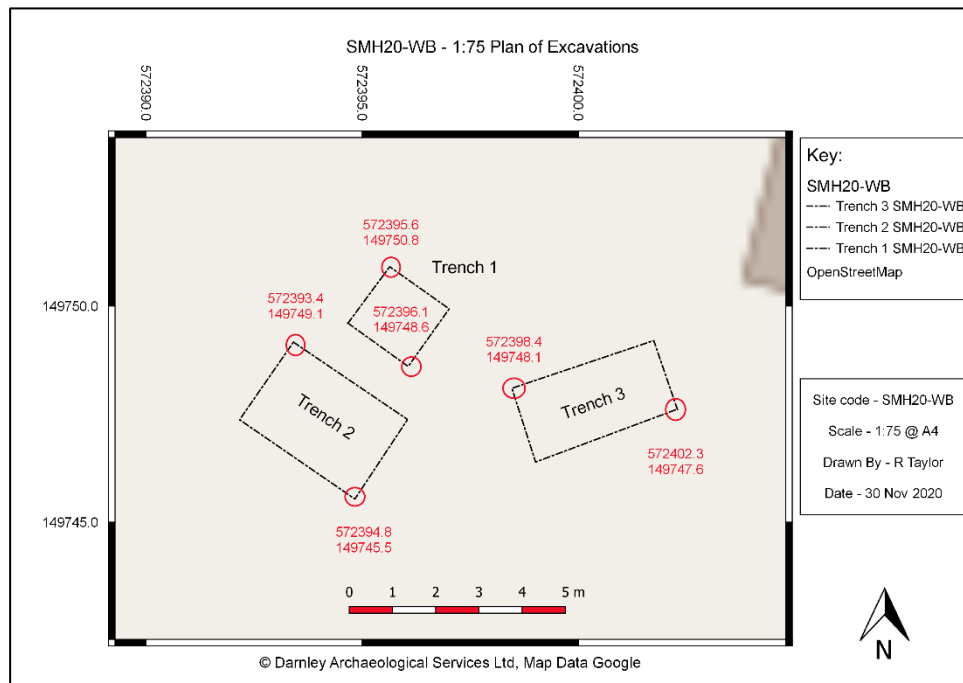 SMH20-WB - 1:75 Plan of Excavations
572390.0
572395.0
572400.0
149750.0
149745.0
572395.6
149750.8
Trench 1
572393.4
149749.1
572396.1
149748.6
572398.4
149748.1
Trench 2
Trench 3
572402.3
149747.6
572394.8
149745.5
0 1 2 3 4 5 m
© Darnley Archaeological Services Ltd, Map Data Google
Key:
SMH20-WB
Trench 3 SMH20-WB
Trench 2 SMH20-WB
Trench 1 SMH20-WB
OpenStreetMap
Site code - SMH20-WB
Scale - 1:75 @ A4
Drawn By - R Taylor
Date - 30 Nov 2020
N